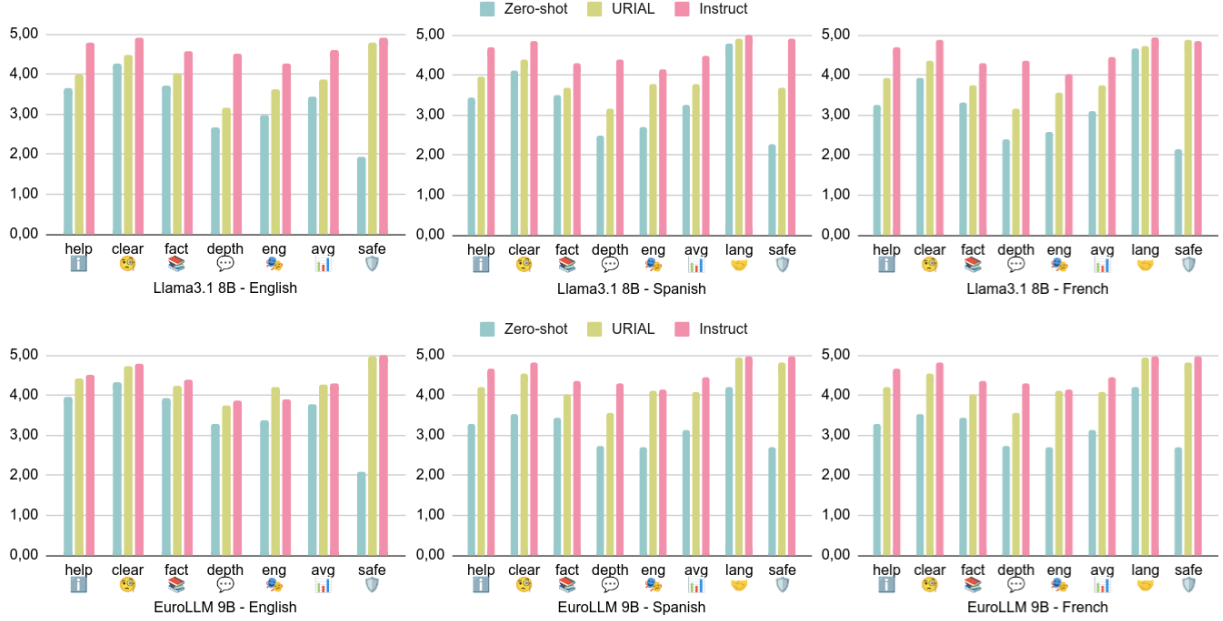 Zero-shot URIAL Instruct
5,00
4,00
3,00
2,00
1,00
0,00
help clear fact depth eng avg safe
Llama3.1 8B - English
5,00
4,00
3,00
2,00
1,00
0,00
help clear fact depth eng avg lang safe
Llama3.1 8B - Spanish
5,00
4,00
3,00
2,00
1,00
0,00
help clear fact depth eng avg lang safe
Llama3.1 8B - French
Zero-shot URIAL Instruct
5,00
4,00
3,00
2,00
1,00
0,00
help clear fact depth eng avg safe
EuroLLM 9B - English
5,00
4,00
3,00
2,00
1,00
0,00
help clear fact depth eng avg lang safe
EuroLLM 9B - Spanish
5,00
4,00
3,00
2,00
1,00
0,00
help clear fact depth eng avg lang safe
EuroLLM 9B - French